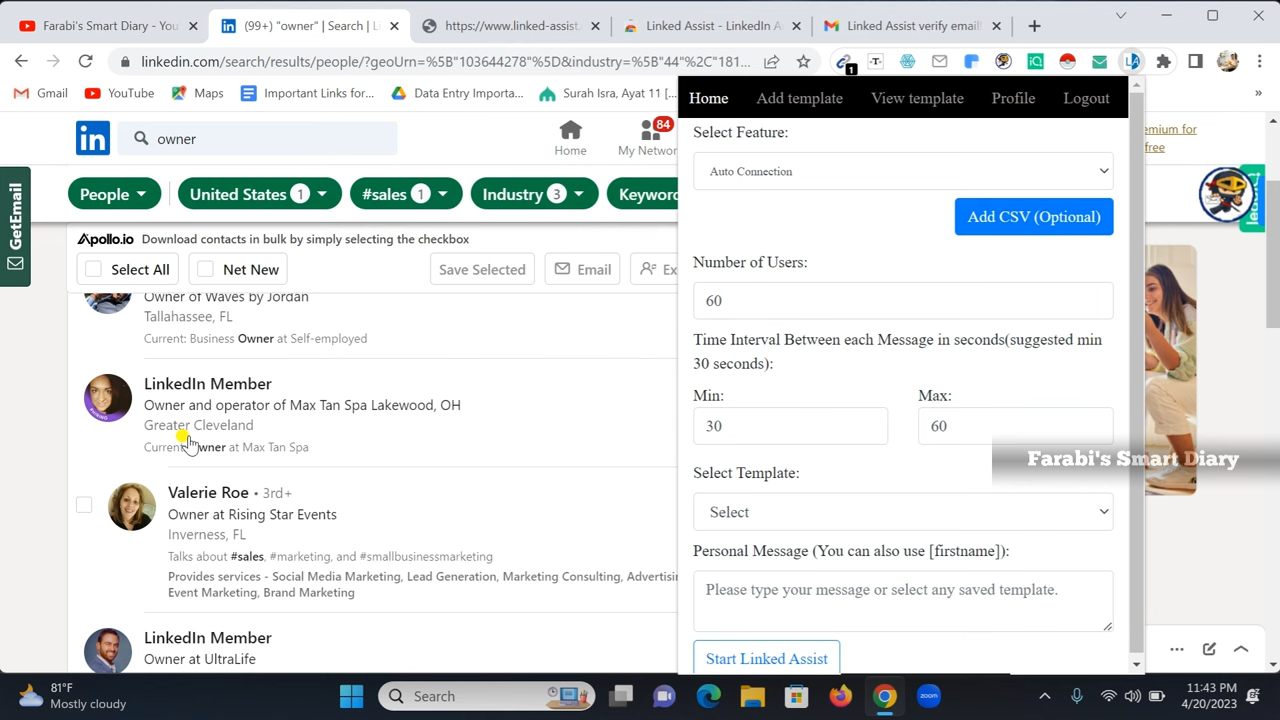 Farabi's Smart Diary - You
(99+) "owner" | Search | L
https://www.linked-assist.
Linked Assist - LinkedIn A
Linked Assist verify email!
linkedin.com/search/results/people/?geoUrn=%5B"103644278"%5D&industry=%5B"44"%2C"181...
1
Gmail
YouTube
Maps
Important Links for...
Data Entry Importa...
Surah Isra, Ayat 11 [...
»
in
owner
Home
84
My Networ
emium for
free
GetEmail
People
United States 1
#sales 1
Industry 3
Keyword
Apollo.io Download contacts in bulk by simply selecting the checkbox
Select All
Net New
Save Selected
Email
Ex
Owner of Waves by Jordan
Tallahassee, FL
Current: Business Owner at Self-employed
LinkedIn Member
Owner and operator of Max Tan Spa Lakewood, OH
Greater Cleveland
Current: Owner at Max Tan Spa
Valerie Roe • 3rd+
Owner at Rising Star Events
Inverness, FL
Talks about #sales, #marketing, and #smallbusinessmarketing
Provides services - Social Media Marketing, Lead Generation, Marketing Consulting, Advertisin
Event Marketing, Brand Marketing
LinkedIn Member
Owner at UltraLife
Home
Add template
View template
Profile
Logout
Select Feature:
Auto Connection
Add CSV (Optional)
Number of Users:
60
Time Interval Between each Message in seconds(suggested min
30 seconds):
Min:
Max:
30
60
Farabi's Smart Diary
Select Template:
Select
Personal Message (You can also use [firstname]):
Please type your message or select any saved template.
Start Linked Assist
81°F
Mostly cloudy
Search
zoom
11:43 PM
4/20/2023